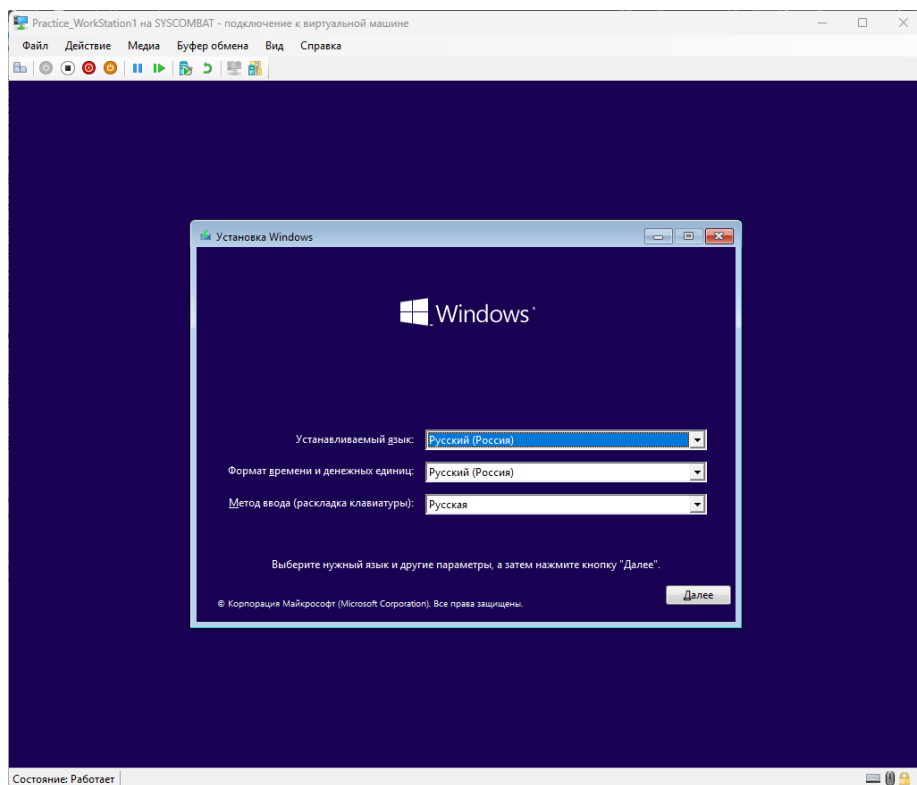 Practice_WorkStation1 на SYSCOMBAT - подключение к виртуальной машине
Файл Действие Медиа Буфер обмена Вид Справка
Установка Windows
Windows
Устанавливаемый язык: Русский (Россия)
Формат времени и денежных единиц: Русский (Россия)
Метод ввода (раскладка клавиатуры): Русская
Выберите нужный язык и другие параметры, а затем нажмите кнопку "Далее".
Далее
© Корпорация Майкрософт (Microsoft Corporation). Все права защищены.
Состояние: Работает